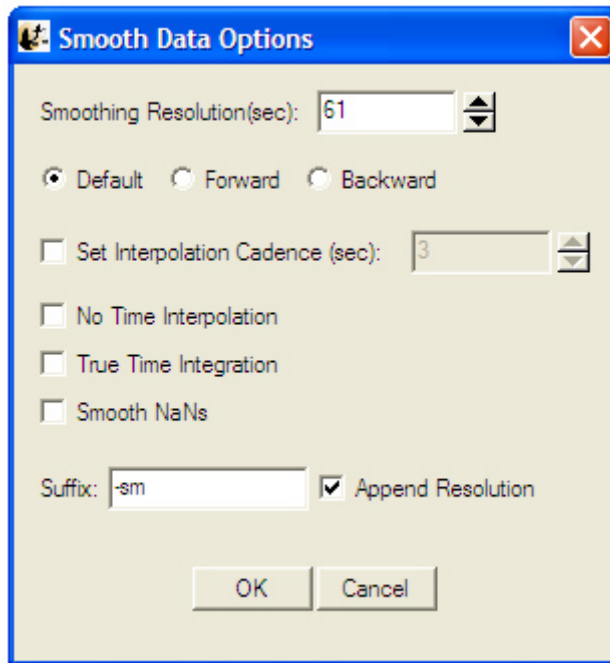 Smooth Data Options
Smoothing Resolution(sec): 61
Default Forward Backward
Set Interpolation Cadence (sec): 3
No Time Interpolation
True Time Integration
Smooth NaNs
Suffix: -sm Append Resolution
OK Cancel